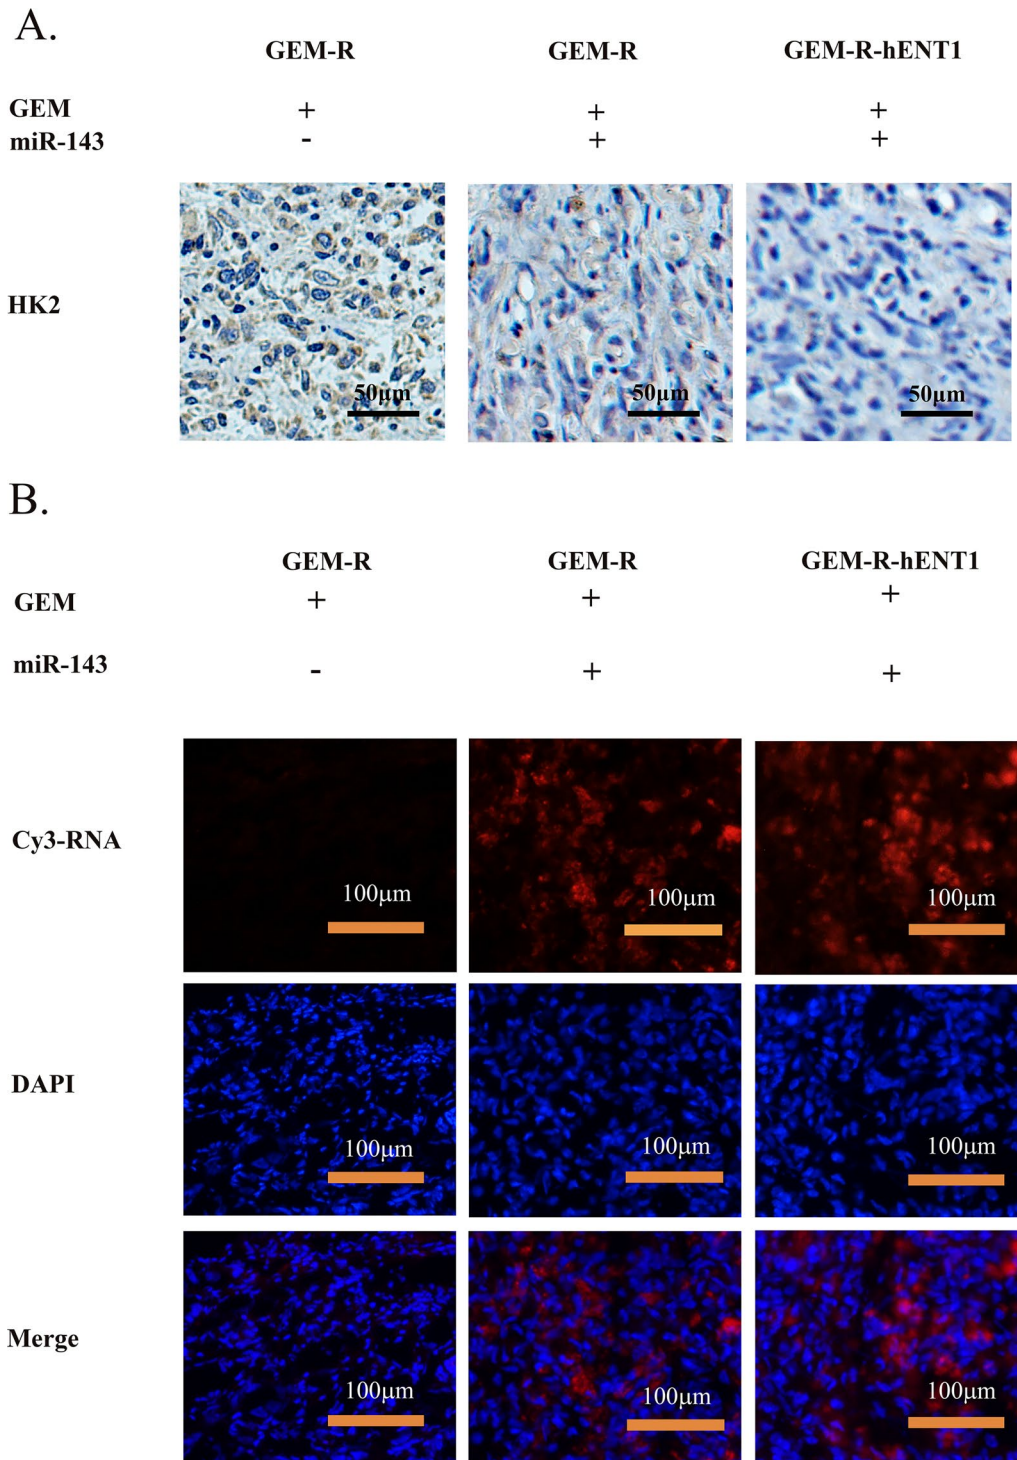 A.
GEM-R GEM-R GEM-R-hENT1
GEM + + +
miR-143 - + +
HK2
50µm 50µm 50µm
B.
GEM-R GEM-R GEM-R-hENT1
GEM + + +
miR-143 - + +
Cy3-RNA
100µm 100µm 100µm
DAPI
100µm 100µm 100µm
Merge
100µm 100µm 100µm